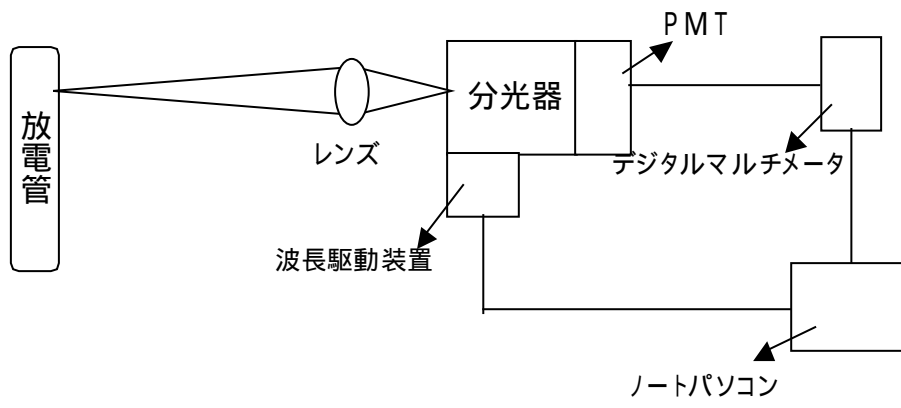 PMT
放電管
分光器
レンズ
デジタルマルチメータ
波長駆動装置
ノートパソコン